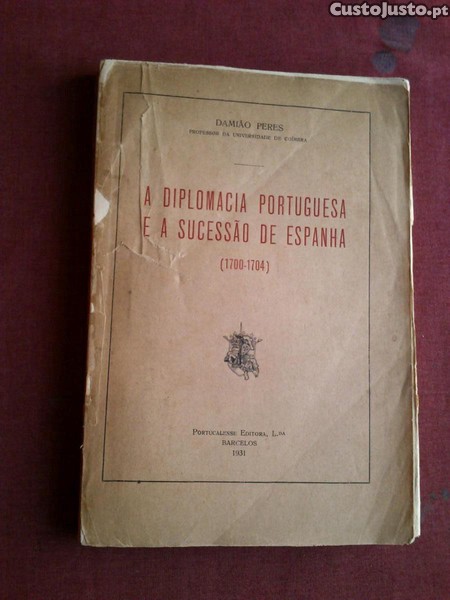 CustoJusto.pt
DAMIÃO PERES
PROFESSOR DA UNIVERSIDADE DE COIMBRA
A DIPLOMACIA PORTUGUESA
E A SUCESSÃO DE ESPANHA
(1700-1704)
PORTUCALENSE EDITORA, L.DA
BARCELOS
1931